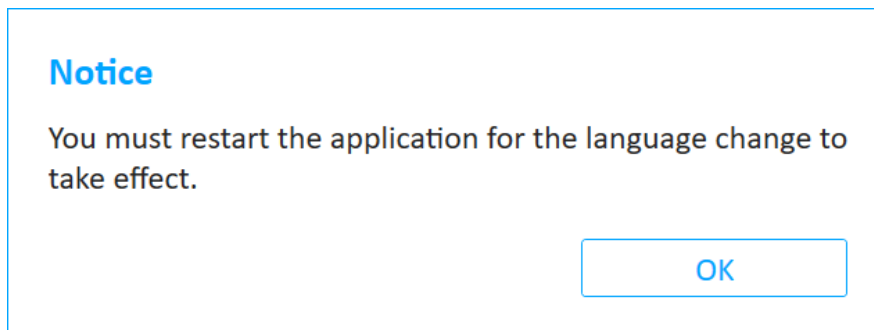 Notice
You must restart the application for the language change to
take effect.
OK